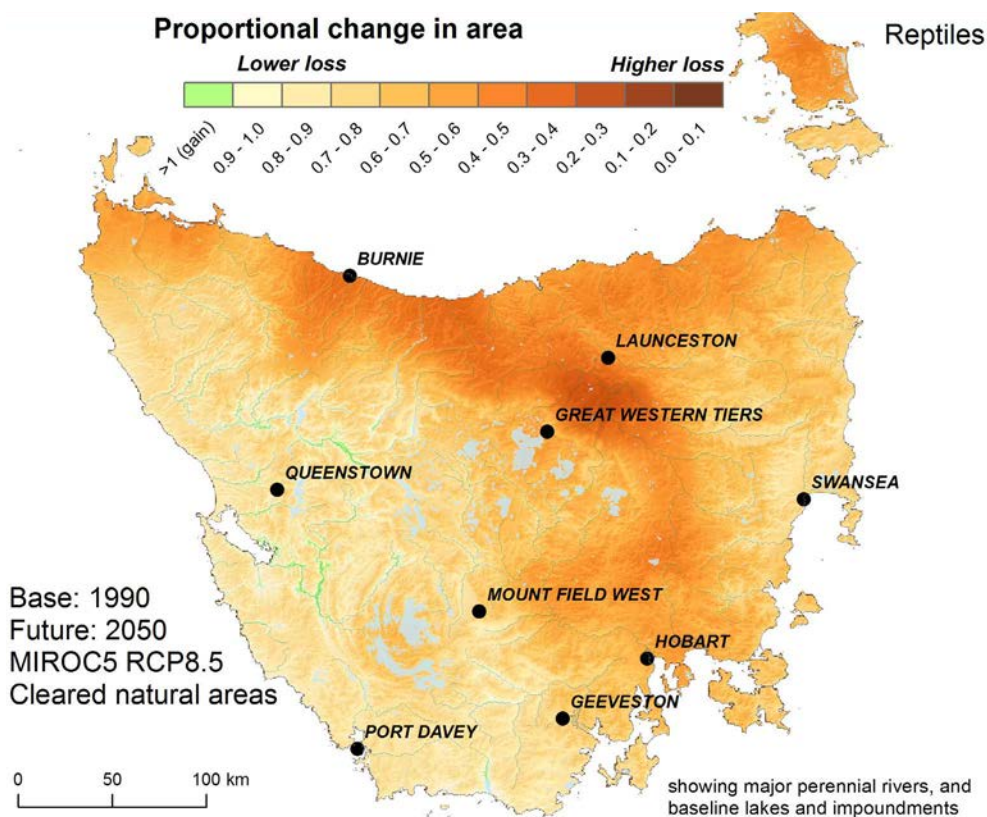 Proportional change in area
Reptiles
Lower loss
Higher loss
>1 (gain)
0.9 - 1.0
0.8 - 0.9
0.7 - 0.8
0.6 - 0.7
0.5 - 0.6
0.4 - 0.5
0.3 - 0.4
0.2 - 0.3
0.1 - 0.2
0.0 - 0.1
BURNIE
LAUNCESTON
GREAT WESTERN TIERS
QUEENSTOWN
SWANSEA
MOUNT FIELD WEST
HOBART
GEEVESTON
PORT DAVEY
Base: 1990
Future: 2050
MIROC5 RCP8.5
Cleared natural areas
0 50 100 km
showing major perennial rivers, and
baseline lakes and impoundments